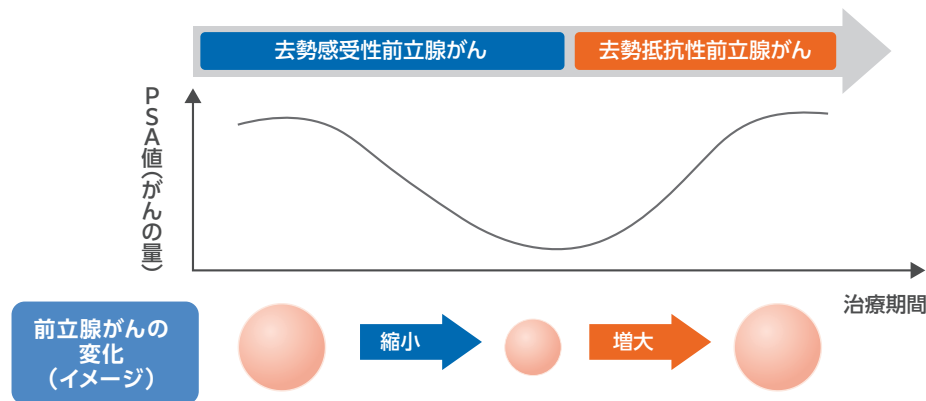 去勢感受性前立腺がん
去勢抵抗性前立腺がん
PSA値(がんの量)
治療期間
前立腺がんの
変化
(イメージ)
縮小
増大